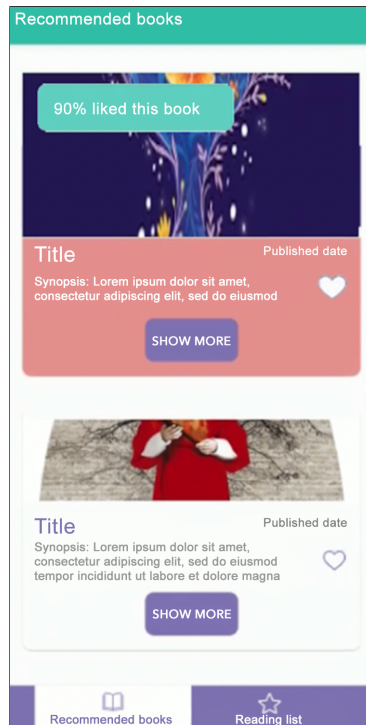 Recommended books
90% liked this book
Title
Published date
Synopsis: Lorem ipsum dolor sit amet,
consectetur adipiscing elit, sed do eiusmod
SHOW MORE
Title
Published date
Synopsis: Lorem ipsum dolor sit amet,
consectetur adipiscing elit, sed do eiusmod
tempor incididunt ut labore et dolore magna
SHOW MORE
Recommended books
Reading list